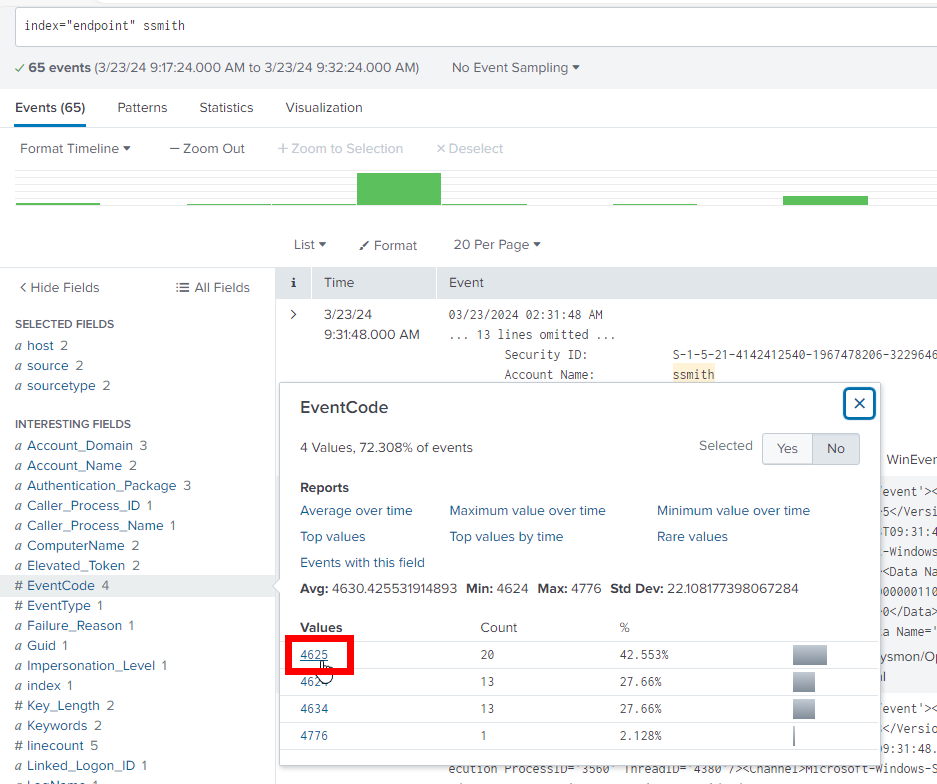 index="endpoint" ssmith
✓ 65 events (3/23/24 9:17:24.000 AM to 3/23/24 9:32:24.000 AM) No Event Sampling ▾
Events (65) Patterns Statistics Visualization
Format Timeline ▾ — Zoom Out + Zoom to Selection × Deselect
List ▾ Format 20 Per Page ▾
< Hide Fields All Fields
i Time Event
SELECTED FIELDS
a host 2
a source 2
a sourcetype 2
INTERESTING FIELDS
a Account_Domain 3
a Account_Name 2
a Authentication_Package 3
a Caller_Process_ID 1
a Caller_Process_Name 1
a ComputerName 2
a Elevated_Token 2
# EventCode 4
# EventType 1
a Failure_Reason 1
a Guid 1
a Impersonation_Level 1
a index 1
# Key_Length 2
a Keywords 2
# linecount 5
a Linked_Logon_ID 1
a LogName 1
> 3/23/24 03/23/2024 02:31:48 AM
9:31:48.000 AM ... 13 lines omitted ...
Security ID: S-1-5-21-4142412540-1967478206-3229646
Account Name: ssmith
EventCode ×
4 Values, 72.308% of events Selected Yes No
Reports
Average over time Maximum value over time Minimum value over time
Top values Top values by time Rare values
Events with this field
Avg: 4630.425531914893 Min: 4624 Max: 4776 Std Dev: 22.108177398067284
Values Count %
4625 20 42.553%
4624 13 27.66%
4634 13 27.66%
4776 1 2.128%
WinEven
event'><
5</Versi
T09:31:4
-Windows
<Data Na
00000110
0</Data>
a Name='
ysmon/Op
l
event'><
</Versio
09:31:48.
ecution ProcessID='3560' ThreadID='4380'/><Channel>Microsoft-Windows-S